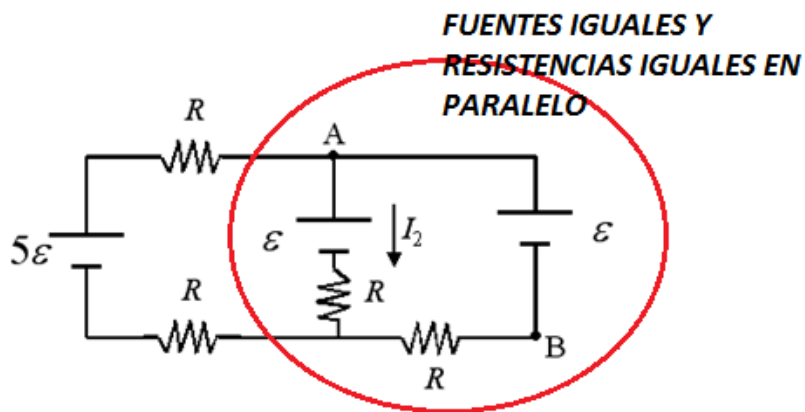 FUENTES IGUALES Y
RESISTENCIAS IGUALES EN
PARALELO
R
A
5ε
ε
I₂
ε
R
R
R
B